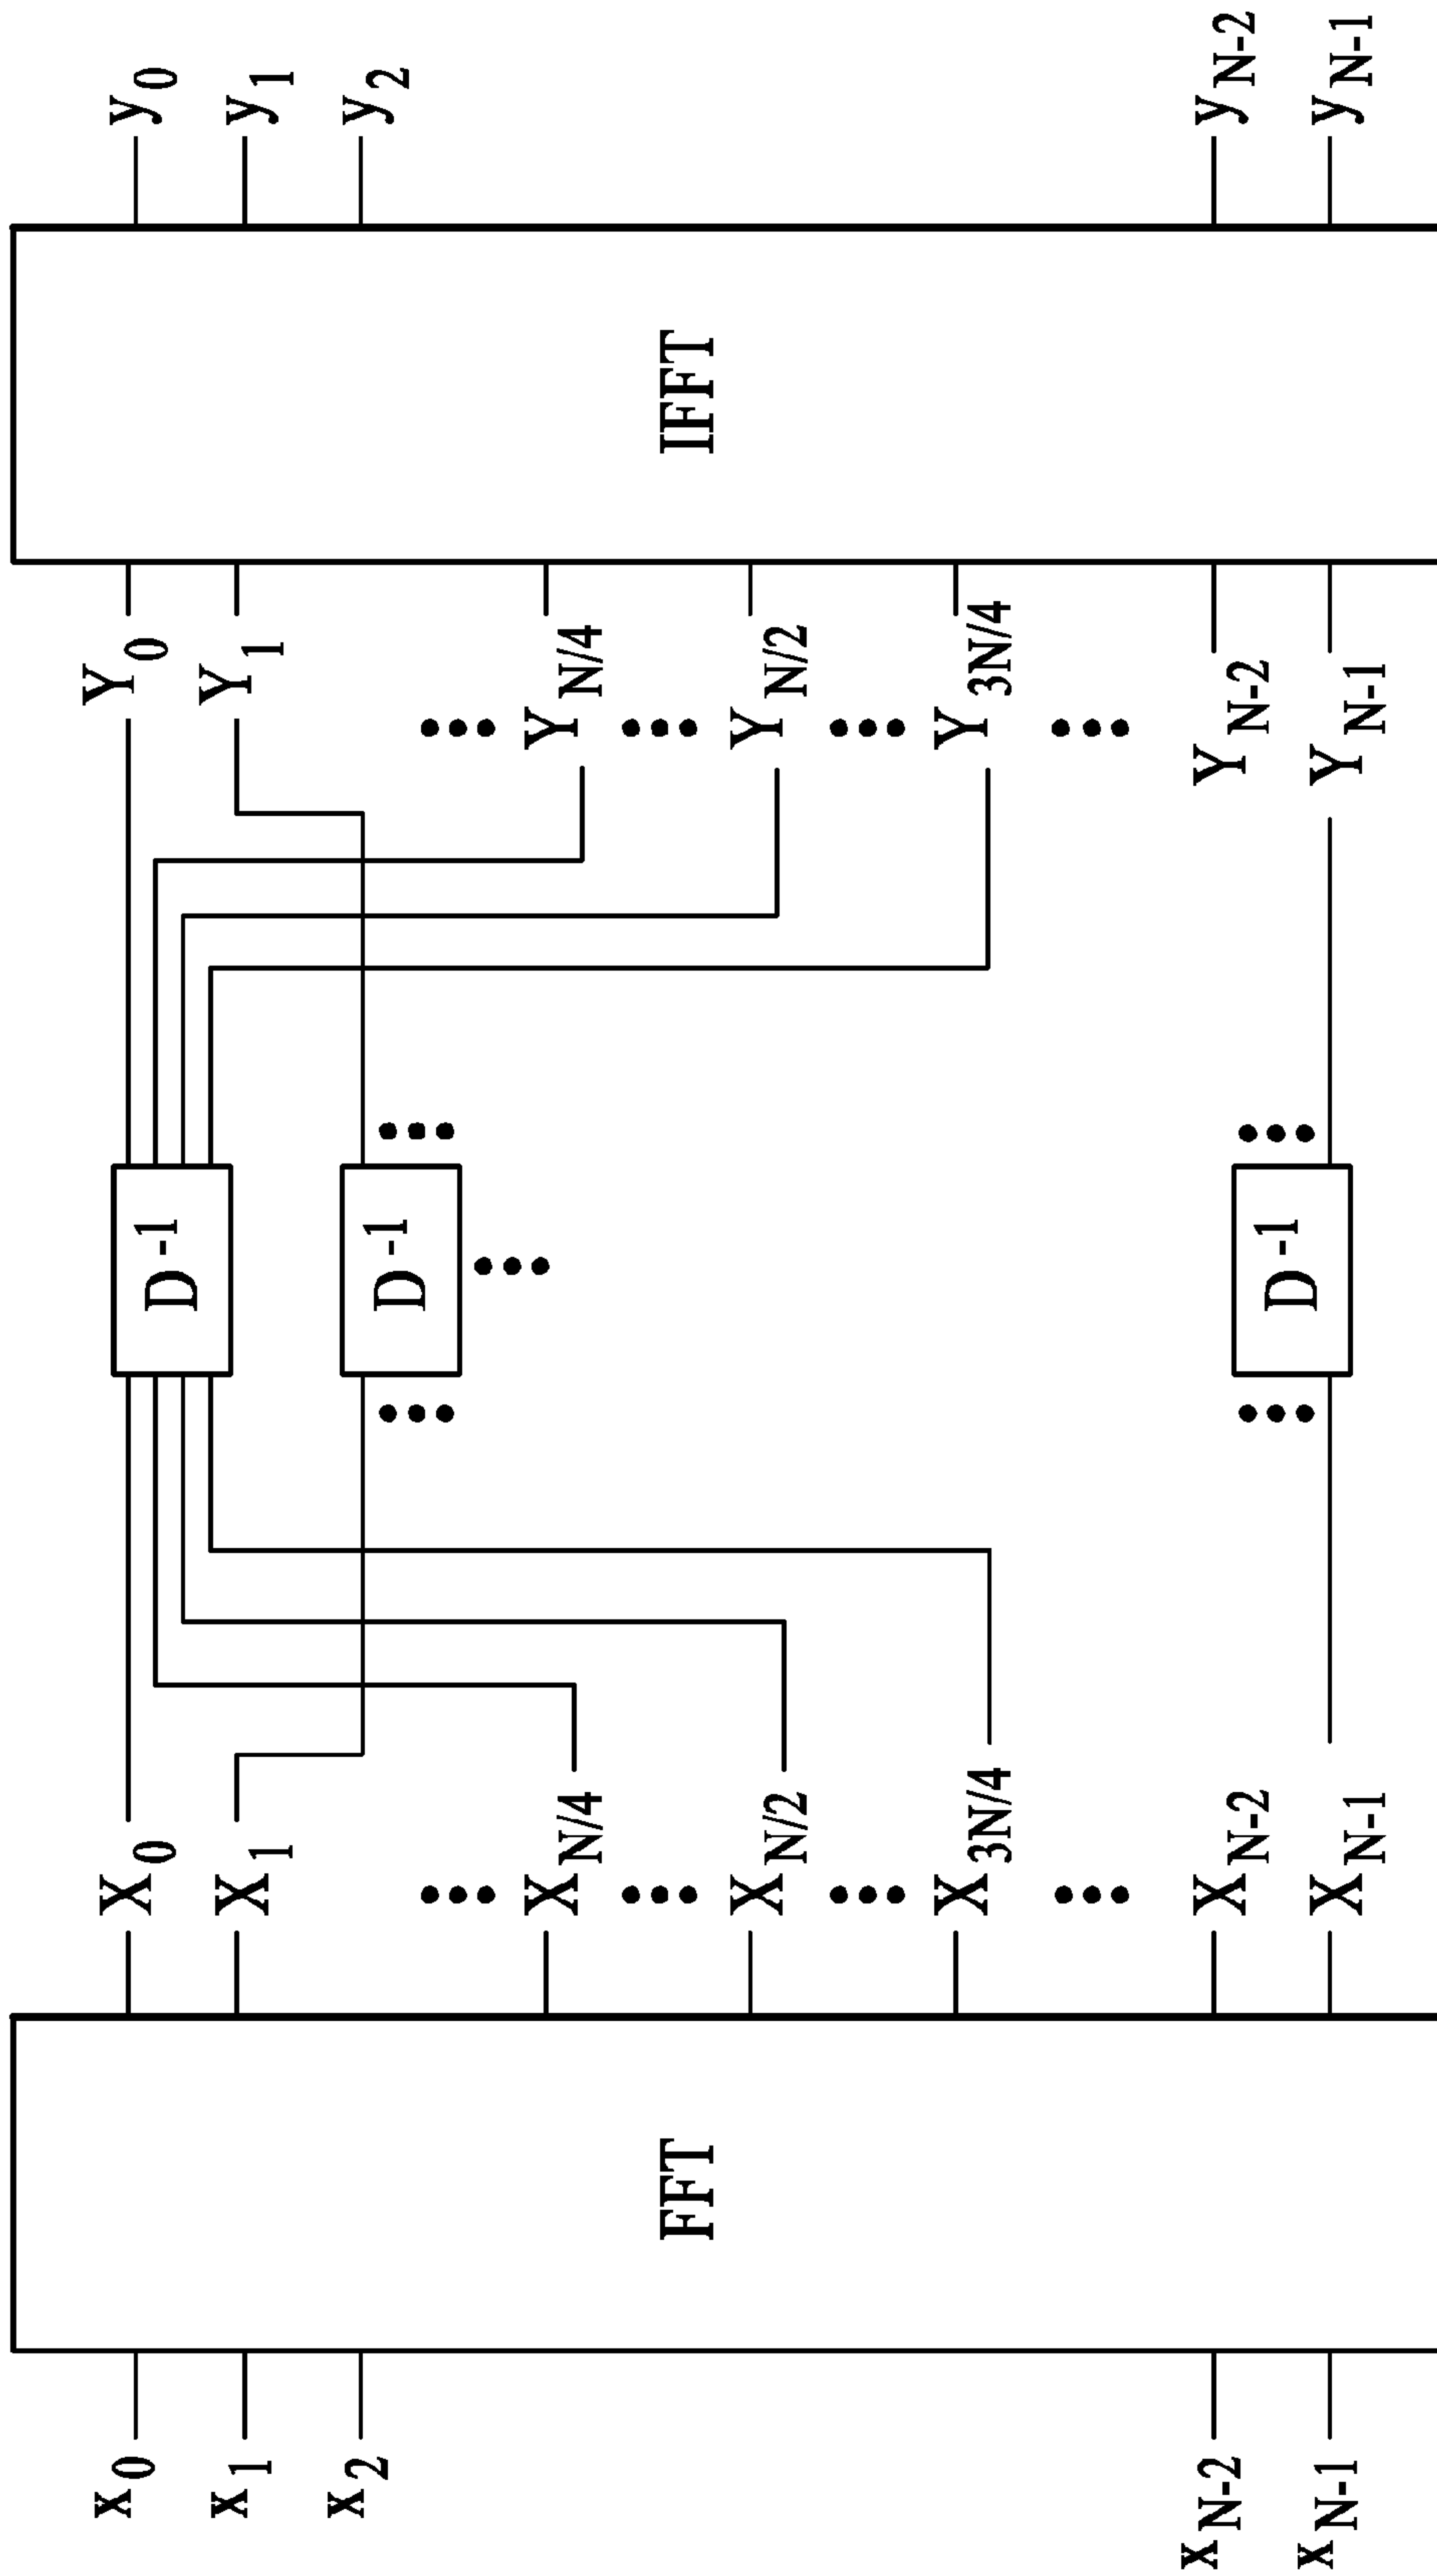 x0
x1
x2
xN-2
xN-1
FFT
X0
X1
••• XN/4
••• XN/2
••• X3N/4
••• XN-2
XN-1
D-1
D-1
•••
D-1
Y0
Y1
••• YN/4
••• YN/2
••• Y3N/4
••• YN-2
YN-1
IFFT
y0
y1
y2
yN-2
yN-1